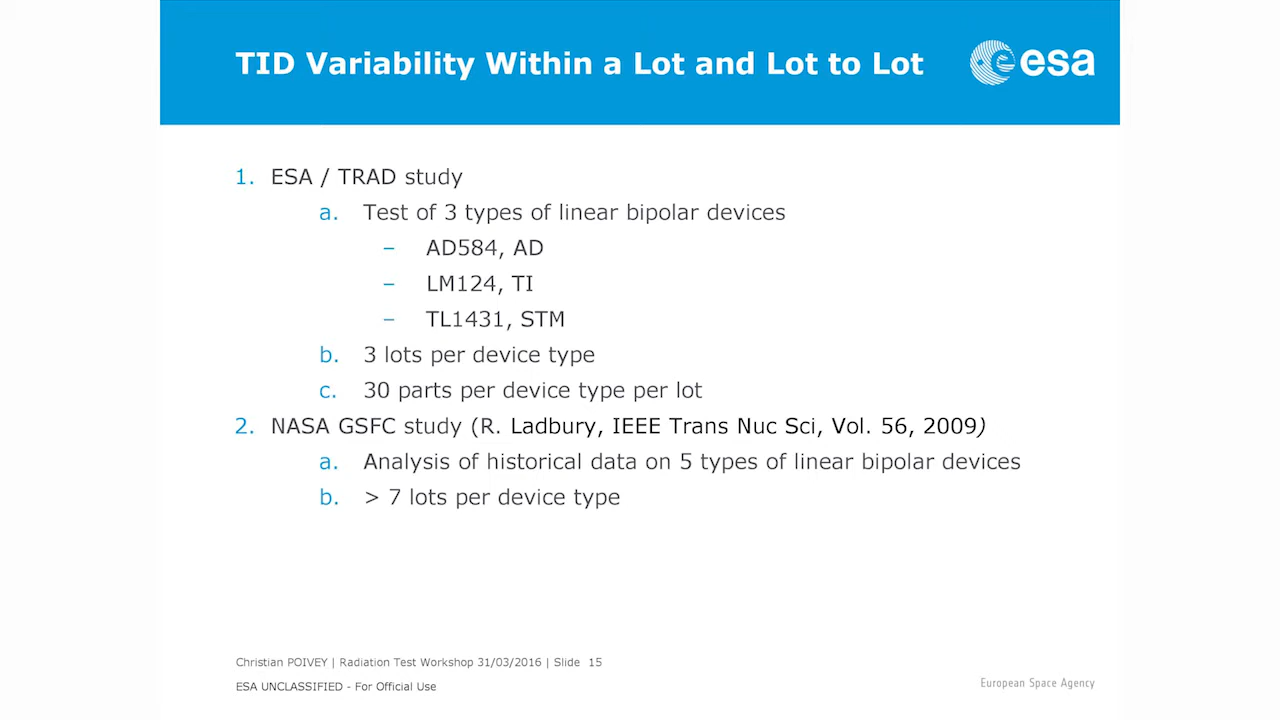 TID Variability Within a Lot and Lot to Lot
esa
1. ESA / TRAD study
a. Test of 3 types of linear bipolar devices
– AD584, AD
– LM124, TI
– TL1431, STM
b. 3 lots per device type
c. 30 parts per device type per lot
2. NASA GSFC study (R. Ladbury, IEEE Trans Nuc Sci, Vol. 56, 2009)
a. Analysis of historical data on 5 types of linear bipolar devices
b. > 7 lots per device type
Christian POIVEY | Radiation Test Workshop 31/03/2016 | Slide 15
ESA UNCLASSIFIED - For Official Use
European Space Agency